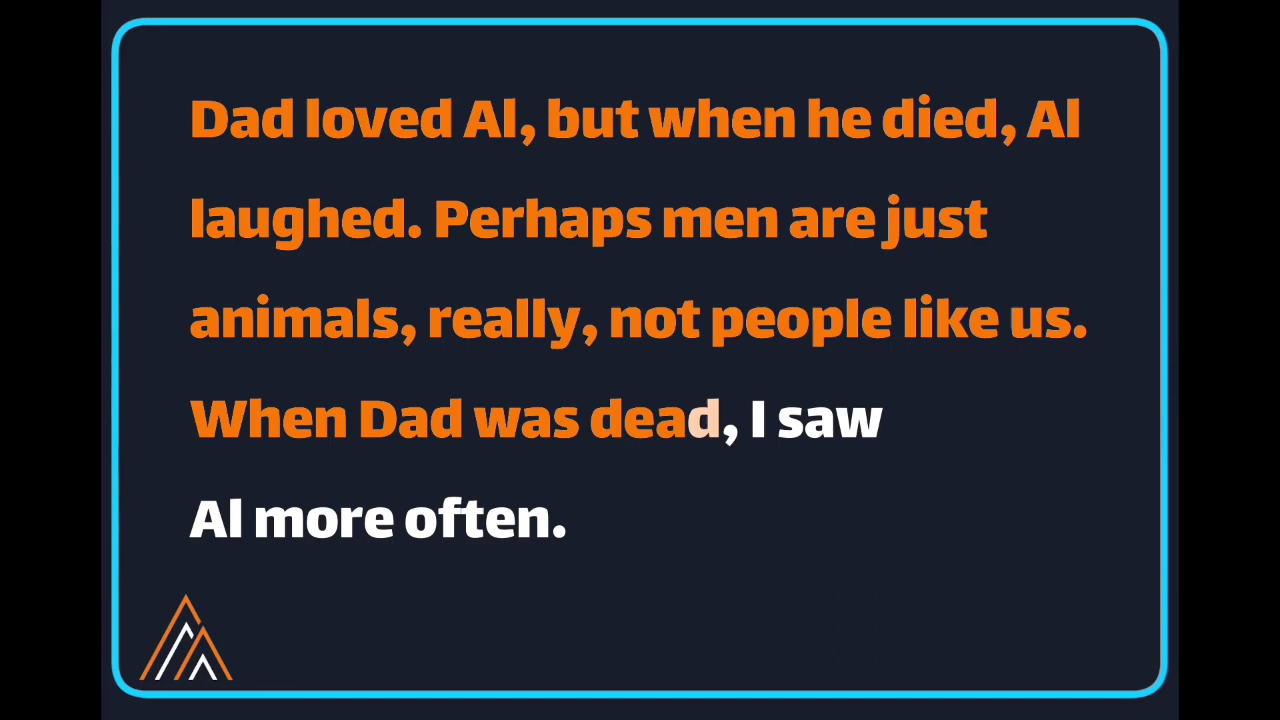 Dad loved Al, but when he died, Al
laughed. Perhaps men are just
animals, really, not people like us.
When Dad was dead, I saw
Al more often.